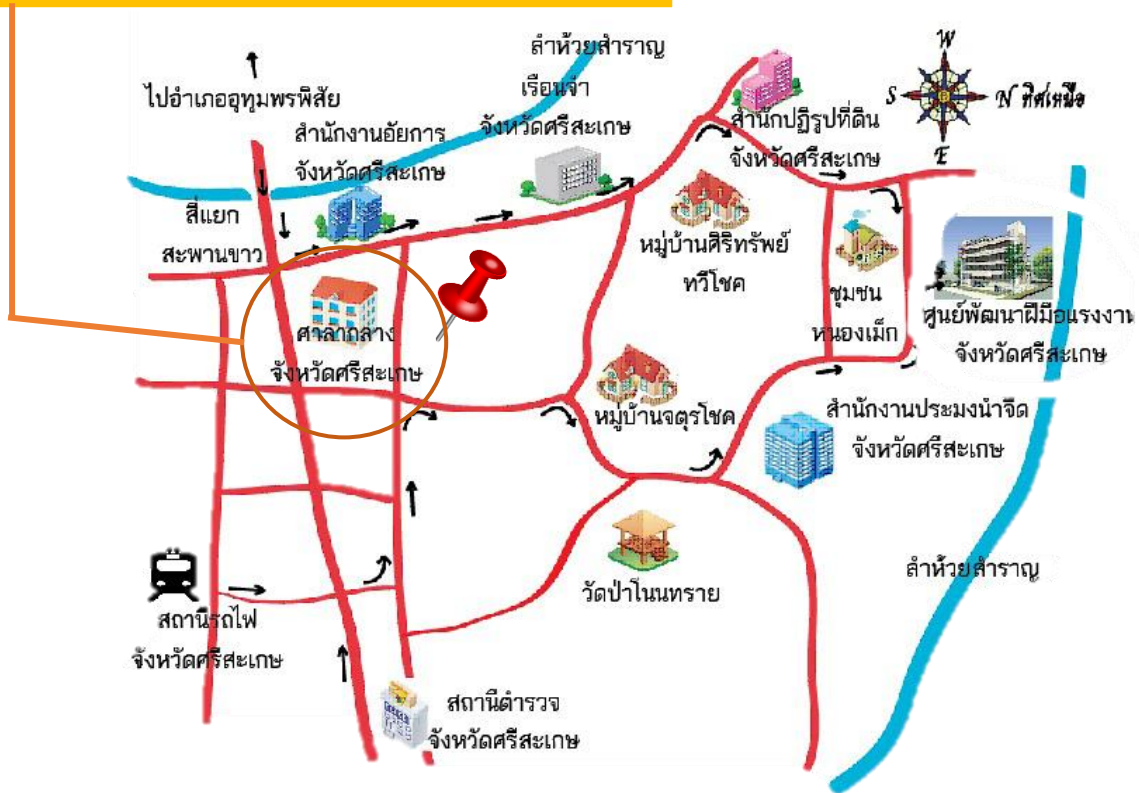 ลำห้วยสำราญ
W
S
N ทิศเหนือ
E
ไปอำเภออุทุมพรพิสัย
เรือนจำ
จังหวัดศรีสะเกษ
สำนักปฏิรูปที่ดิน
จังหวัดศรีสะเกษ
สำนักงานอัยการ
จังหวัดศรีสะเกษ
สี่แยก
สะพานขาว
หมู่บ้านศิริทรัพย์
ทวีโชค
ชุมชน
หนองเม็ก
ศูนย์พัฒนาฝีมือแรงงาน
จังหวัดศรีสะเกษ
ศาลากลาง
จังหวัดศรีสะเกษ
หมู่บ้านจตุรโชค
สำนักงานประมงน้ำจืด
จังหวัดศรีสะเกษ
ลำห้วยสำราญ
วัดป่าโนนทราย
สถานีรถไฟ
จังหวัดศรีสะเกษ
สถานีตำรวจ
จังหวัดศรีสะเกษ